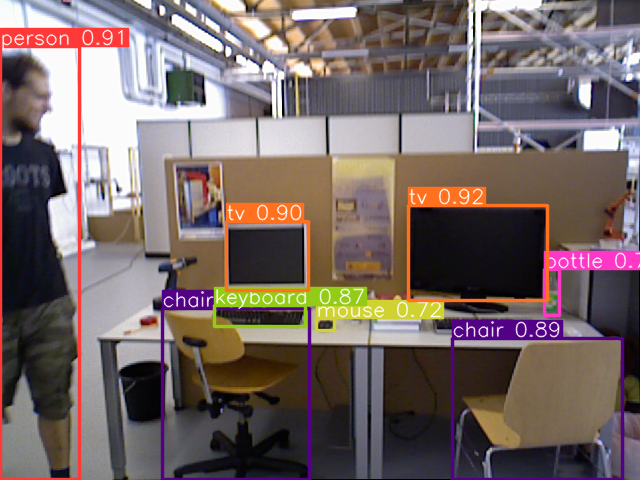 person 0.91
tv 0.92
tv 0.90
bottle 0.7
chair
keyboard 0.87
mouse 0.72
chair 0.89
OOTS